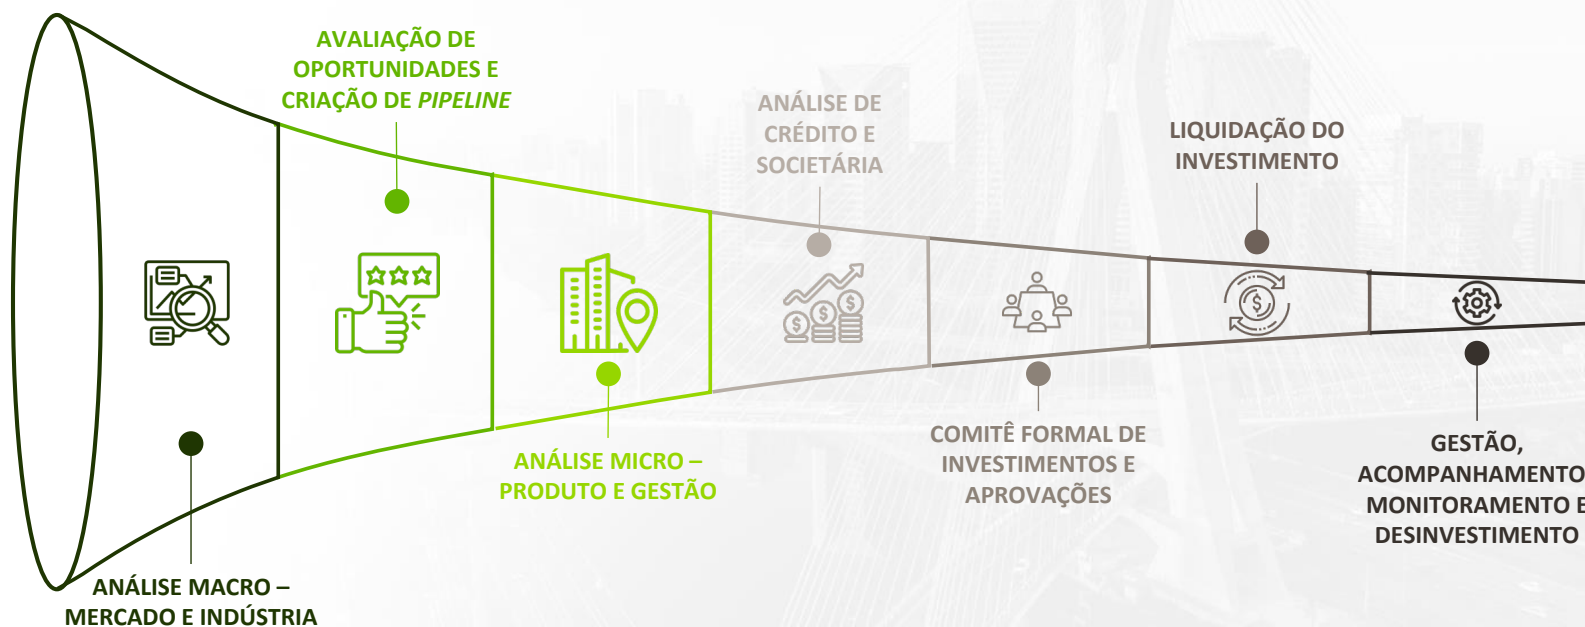 ANÁLISE MACRO –
MERCADO E INDÚSTRIA
AVALIAÇÃO DE
OPORTUNIDADES E
CRIAÇÃO DE PIPELINE
ANÁLISE MICRO –
PRODUTO E GESTÃO
ANÁLISE DE
CRÉDITO E
SOCIETÁRIA
COMITÊ FORMAL DE
INVESTIMENTOS E
APROVAÇÕES
LIQUIDAÇÃO DO
INVESTIMENTO
GESTÃO,
ACOMPANHAMENTO
MONITORAMENTO E
DESINVESTIMENTO